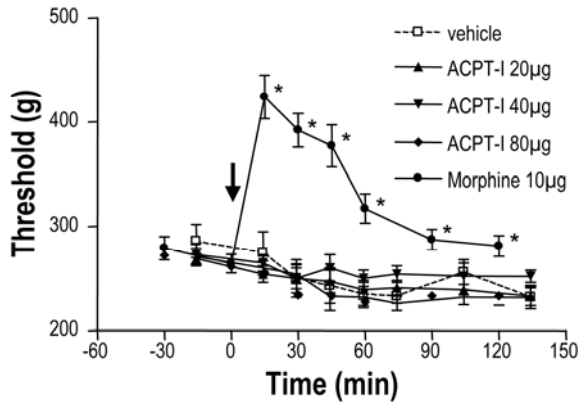 500
400
300
200
Threshold (g)
-60 -30 0 30 60 90 120 150
Time (min)
vehicle
ACPT-I 20µg
ACPT-I 40µg
ACPT-I 80µg
Morphine 10µg
* * * * * *